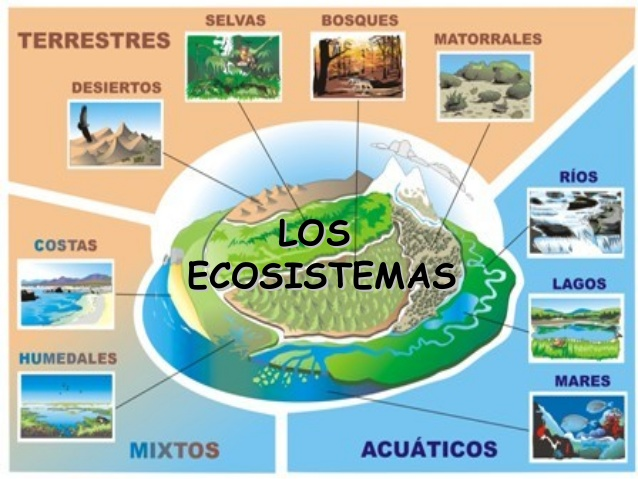 TERRESTRES
SELVAS
BOSQUES
MATORRALES
DESIERTOS
RÍOS
LOS
ECOSISTEMAS
COSTAS
LAGOS
HUMEDALES
MARES
MIXTOS
ACUÁTICOS